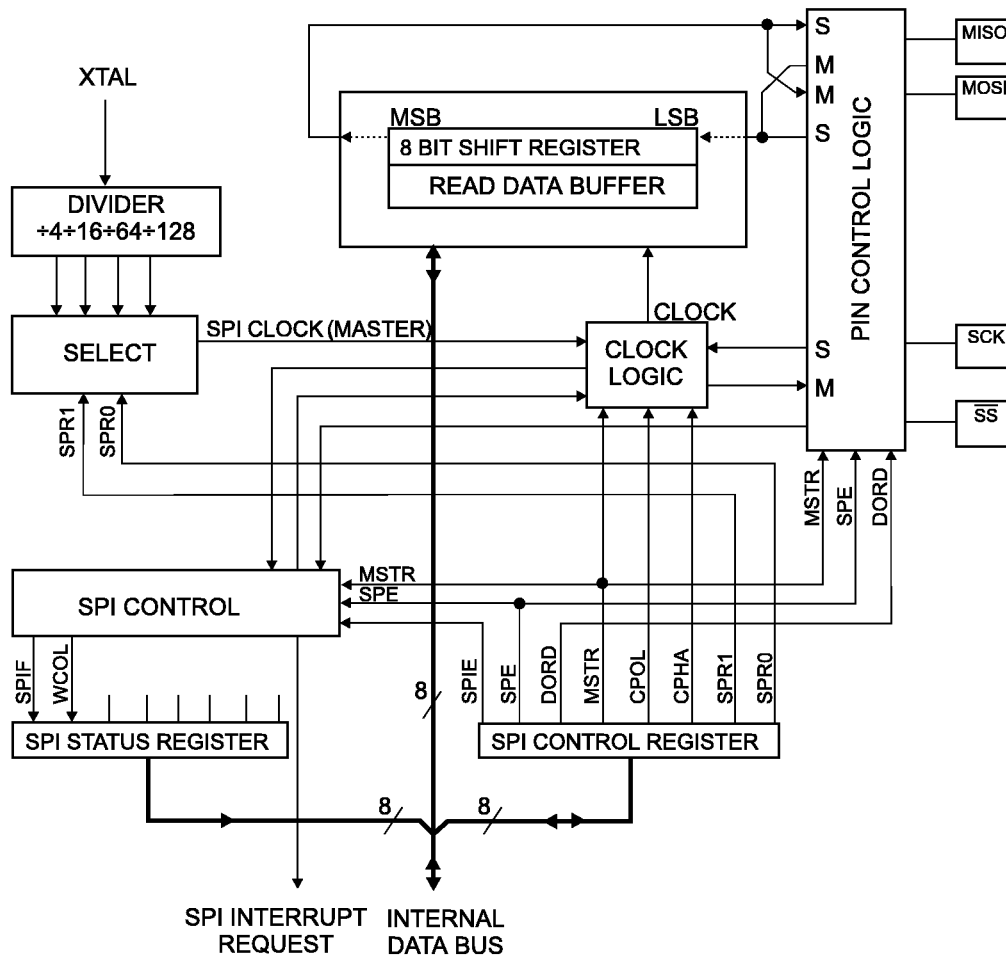 XTAL
DIVIDER
÷4÷16÷64÷128
SELECT
SPI CLOCK (MASTER)
SPR1
SPR0
MSB
LSB
8 BIT SHIFT REGISTER
READ DATA BUFFER
CLOCK
CLOCK
LOGIC
S
M
M
S
S
M
PIN CONTROL LOGIC
MISO
MOSI
SCK
SS
MSTR
SPE
DORD
SPI CONTROL
MSTR
SPE
SPIF
WCOL
SPI STATUS REGISTER
8
SPIE
SPE
DORD
MSTR
CPOL
CPHA
SPR1
SPR0
SPI CONTROL REGISTER
8
8
SPI INTERRUPT
REQUEST
INTERNAL
DATA BUS